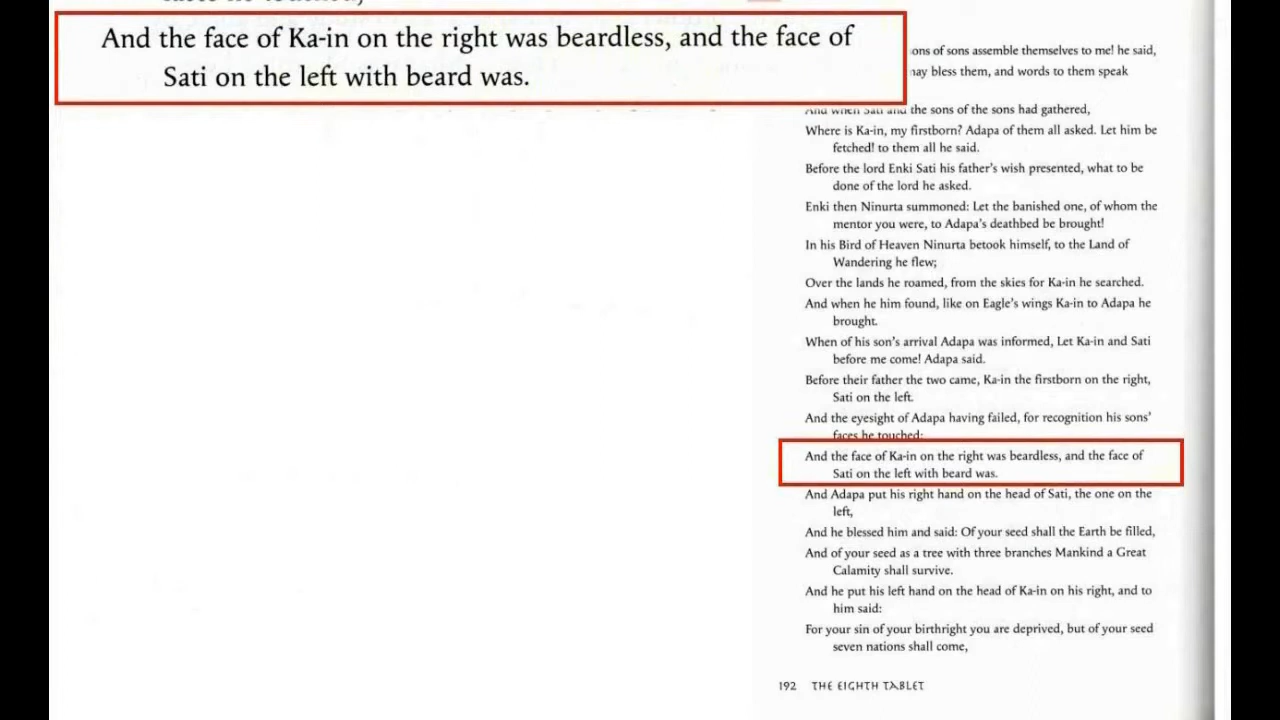 And the face of Ka-in on the right was beardless, and the face of
Sati on the left with beard was.
ons of sons assemble themselves to me! he said,
may bless them, and words to them speak
And when Sati and the sons of the sons had gathered,
Where is Ka-in, my firstborn? Adapa of them all asked. Let him be
fetched! to them all he said.
Before the lord Enki Sati his father's wish presented, what to be
done of the lord he asked.
Enki then Ninurta summoned: Let the banished one, of whom the
mentor you were, to Adapa's deathbed be brought!
In his Bird of Heaven Ninurta betook himself, to the Land of
Wandering he flew;
Over the lands he roamed, from the skies for Ka-in he searched.
And when he him found, like on Eagle's wings Ka-in to Adapa he
brought.
When of his son's arrival Adapa was informed, Let Ka-in and Sati
before me come! Adapa said.
Before their father the two came, Ka-in the firstborn on the right,
Sati on the left.
And the eyesight of Adapa having failed, for recognition his sons'
faces he touched;
And the face of Ka-in on the right was beardless, and the face of
Sati on the left with beard was.
And Adapa put his right hand on the head of Sati, the one on the
left,
And he blessed him and said: Of your seed shall the Earth be filled,
And of your seed as a tree with three branches Mankind a Great
Calamity shall survive.
And he put his left hand on the head of Ka-in on his right, and to
him said:
For your sin of your birthright you are deprived, but of your seed
seven nations shall come,
192 THE EIGHTH TABLET